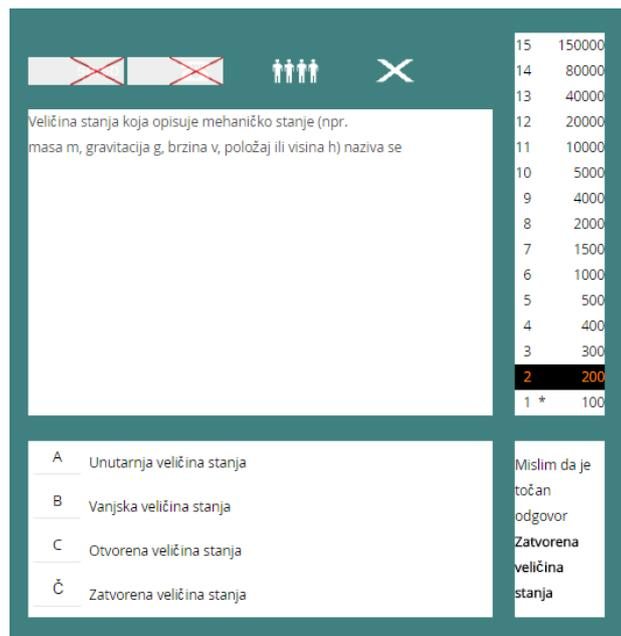 Veličina stanja koja opisuje mehaničko stanje (npr.
masa m, gravitacija g, brzina v, položaj ili visina h) naziva se
15 150000
14 80000
13 40000
12 20000
11 10000
10 5000
9 4000
8 2000
7 1500
6 1000
5 500
4 400
3 300
2 200
1 * 100
A Unutarnja veličina stanja
B Vanjska veličina stanja
C Otvorena veličina stanja
Č Zatvorena veličina stanja
Mislim da je
točan
odgovor
Zatvorena
veličina
stanja